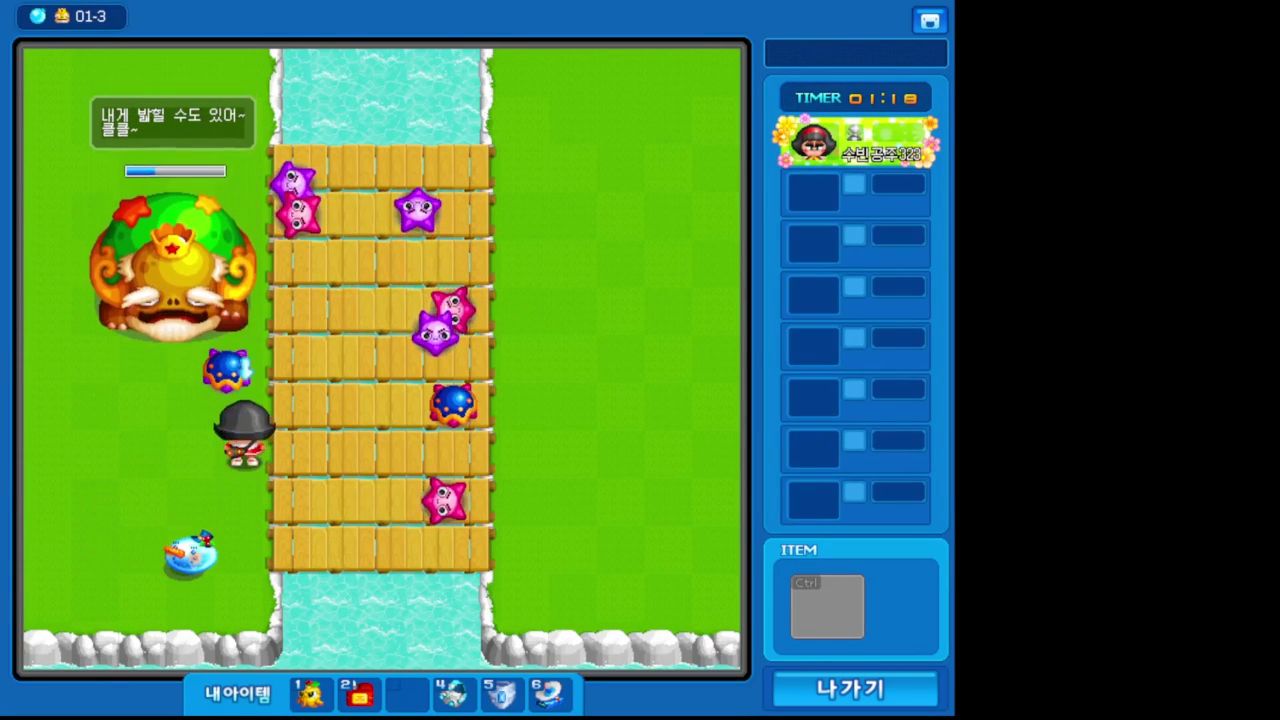 01-3
내게 밟힐 수도 있어~
클클~
TIMER 01:18
수빈공주323
ITEM
Ctrl
내아이템
1
2
4
5
6
나가기